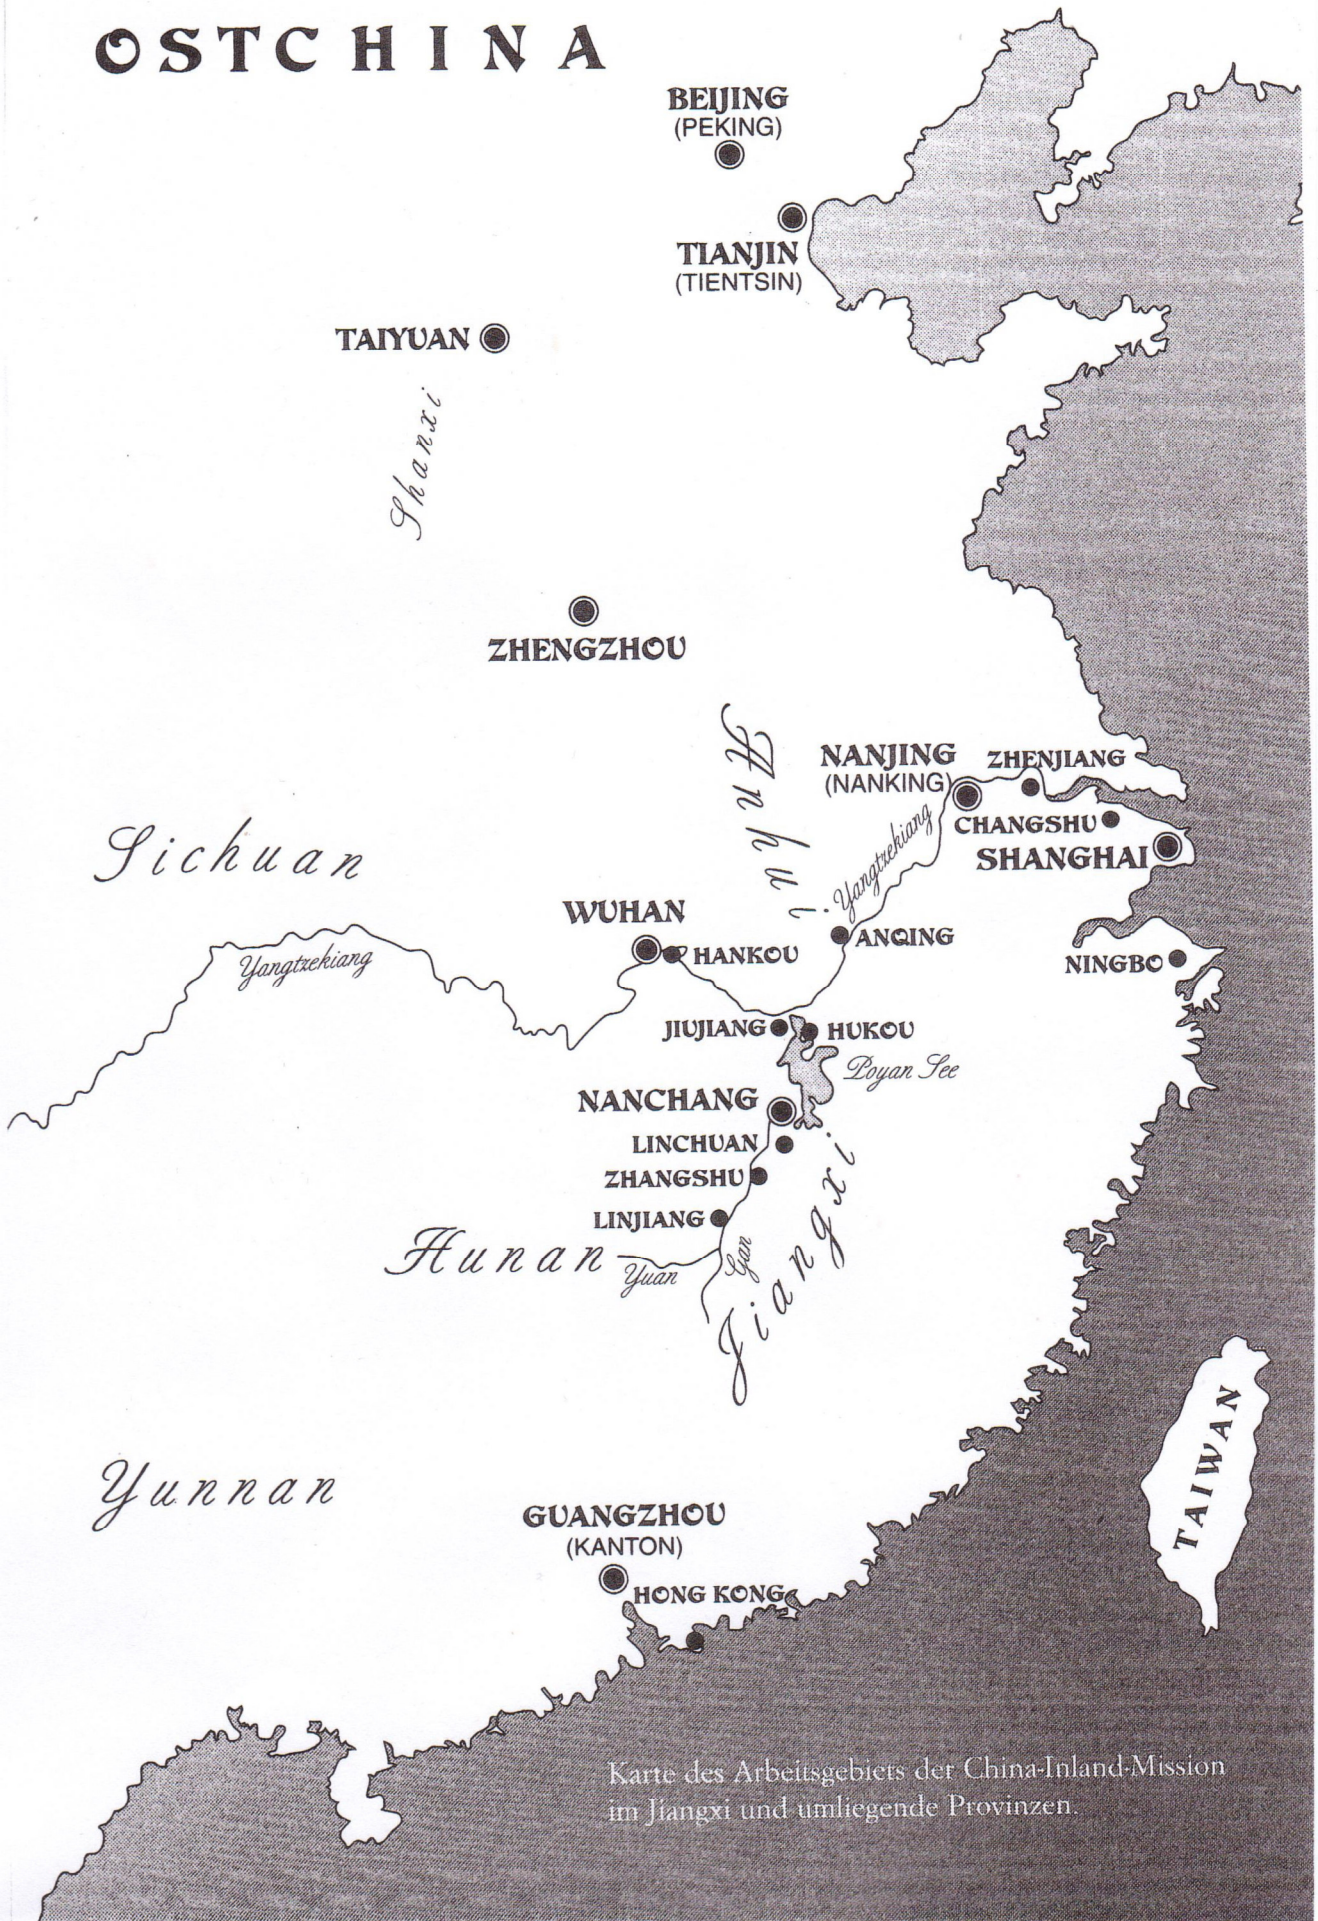 OSTCHINA
BEIJING
(PEKING)
TIANJIN
(TIENTSIN)
TAIYUAN
Shanxi
ZHENGZHOU
Anhui
NANJING
(NANKING)
ZHENJIANG
CHANGSHU
SHANGHAI
Yangtzekiang
Sichuan
WUHAN
HANKOU
ANQING
NINGBO
Yangtzekiang
JIUJIANG
HUKOU
Poyan See
NANCHANG
LINCHUAN
ZHANGSHU
LINJIANG
Hunan
Yuan
Gan
Jiangxi
TAIWAN
Yunnan
GUANGZHOU
(KANTON)
HONG KONG
Karte des Arbeitsgebiets der China-Inland-Mission
im Jiangxi und umliegende Provinzen.